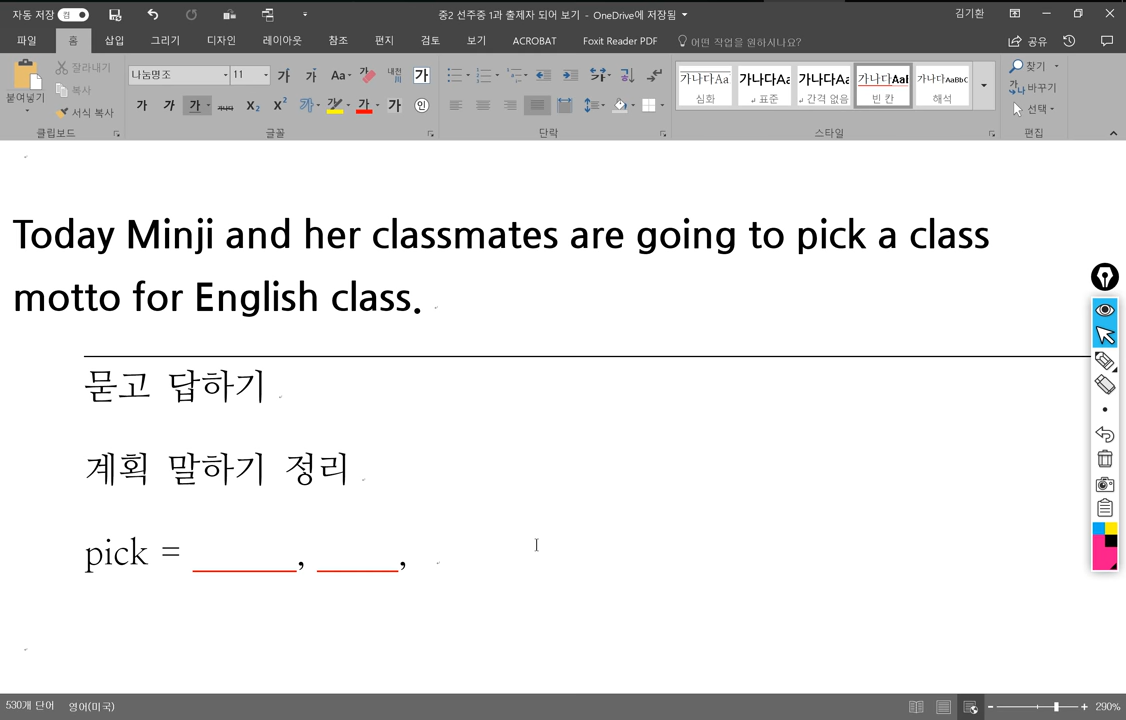 자동 저장 켬 중2 선주중 1과 출제자 되어 보기 - OneDrive에 저장됨 김기환
파일 홈 삽입 그리기 디자인 레이아웃 참조 편지 검토 보기 ACROBAT Foxit Reader PDF 어떤 작업을 원하시나요? 공유
붙여넣기 잘라내기 복사 서식 복사
나눔명조 11
가나다Aa 가나다Aa 가나다Aa 가나다AaI 가나다AaBbC
심화 표준 간격 없음 빈 칸 해석
찾기 바꾸기 선택
클립보드 글꼴 단락 스타일 편집
Today Minji and her classmates are going to pick a class
motto for English class.
묻고 답하기
계획 말하기 정리
pick = ______, _____,
530개 단어 영어(미국) 290%